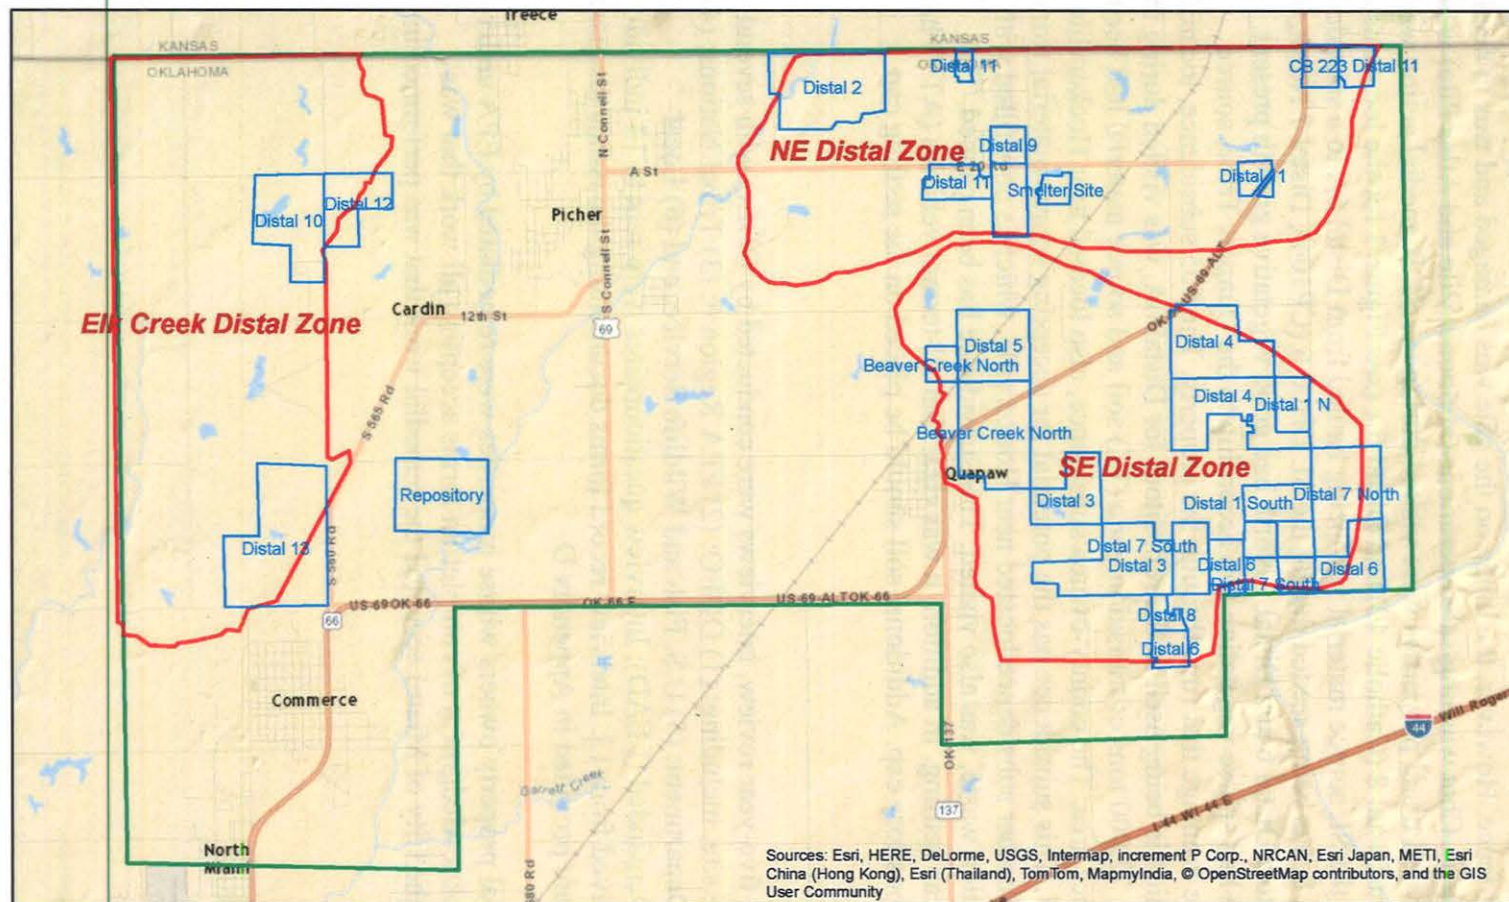 Treece
KANSAS
OKLAHOMA
KANSAS
Distal 2
Distal 11
CB 223
Distal 11
N Connell St
NE Distal Zone
Distal 9
A St
E 20 Rd
Distal 11
Smelter Site
Distal 11
Distal 10
Distal 12
Picher
S Connell St
Elk Creek Distal Zone
Cardin
12th St
69
US-69-ALT
Distal 5
Distal 4
Beaver Creek North
S 565 Rd
Distal 4
Distal 1 N
Beaver Creek North
Quapaw
SE Distal Zone
Repository
Distal 3
Distal 1 South
Distal 7 North
Distal 13
S 560 Rd
Distal 7 South
Distal 3
Distal 6
Distal 6
Distal 7 South
US-69 OK-66
OK-66 E
US-69-ALT OK-66
66
Distal 8
Distal 6
Commerce
OK-137
44
Will Roger
Garrett Creek
137
I-44 WI-44 E
North
Miami
80 Rd
Sources: Esri, HERE, DeLorme, USGS, Intermap, increment P Corp., NRCAN, Esri Japan, METI, Esri
China (Hong Kong), Esri (Thailand), TomTom, MapmyIndia, © OpenStreetMap contributors, and the GIS
User Community